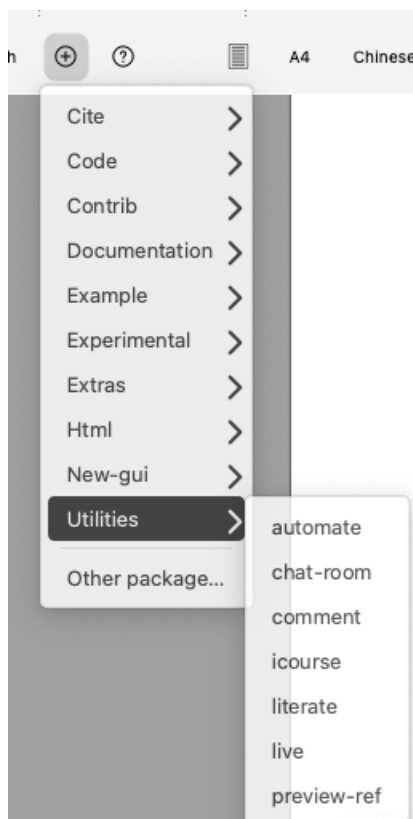 h A4 Chinese
Cite
Code
Contrib
Documentation
Example
Experimental
Extras
Html
New-gui
Utilities
Other package...
automate
chat-room
comment
icourse
literate
live
preview-ref